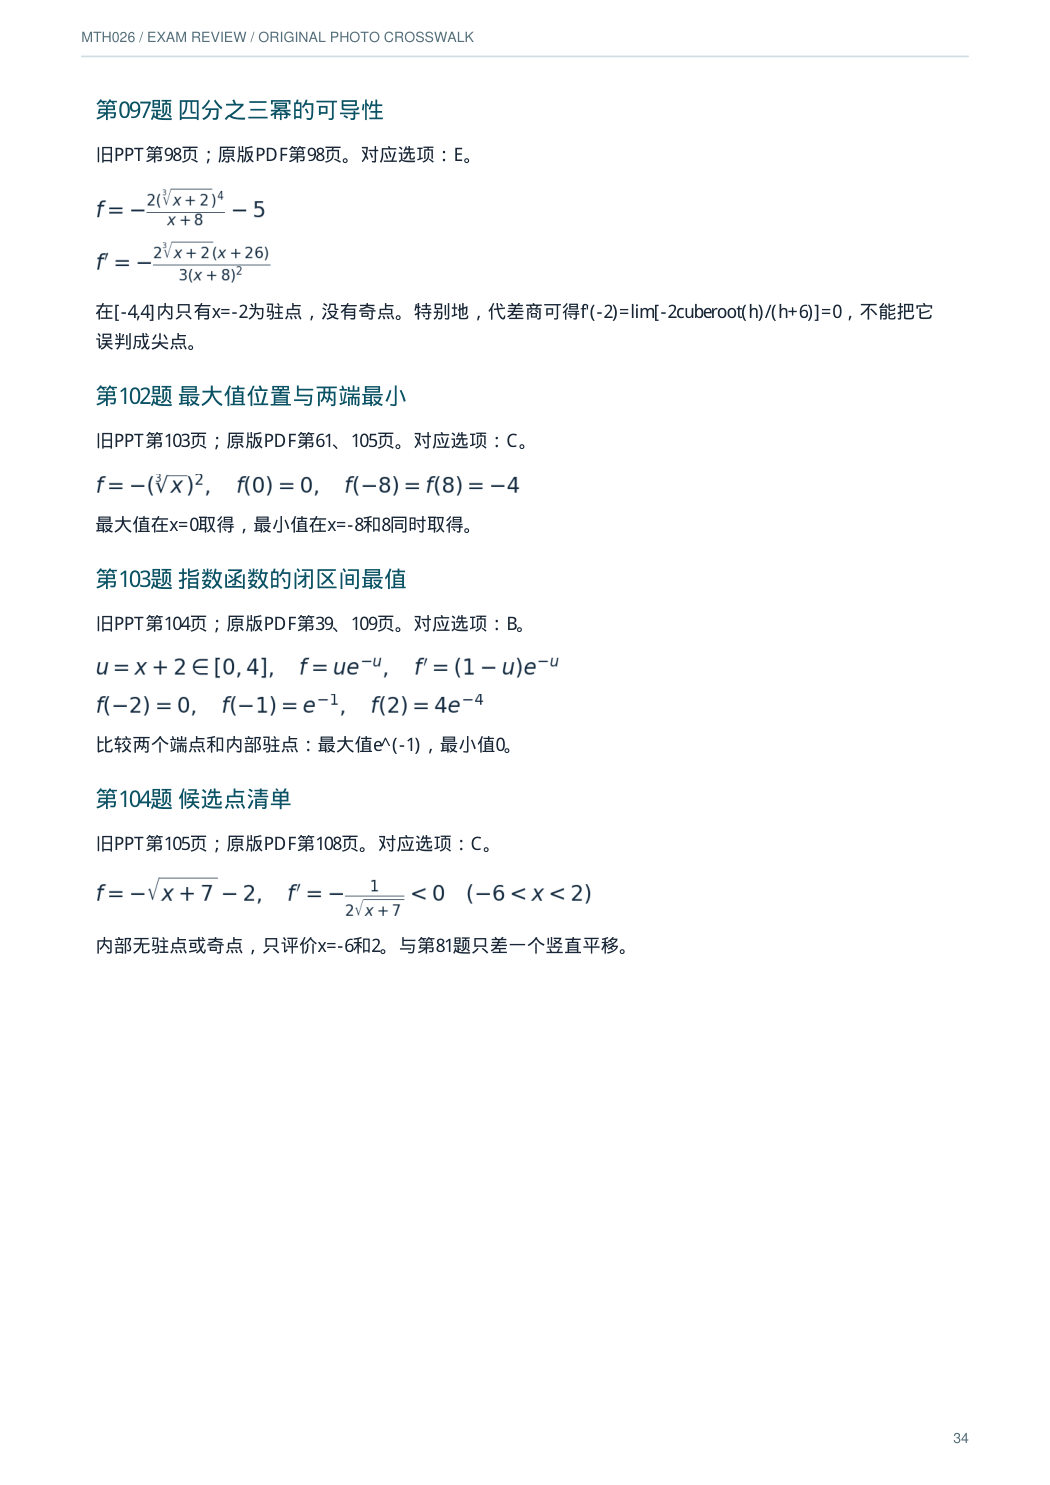 MTH026 / EXAM REVIEW / ORIGINAL PHOTO CROSSWALK
第097题 四分之三幂的可导性
旧PPT第98页；原版PDF第98页。对应选项：E。
f = −2(∛(x + 2))⁴/(x + 8) − 5
f′ = −2∛(x + 2)(x + 26)/(3(x + 8)²)
在[-4,4]内只有x=-2为驻点，没有奇点。特别地，代差商可得f'(-2)=lim[-2cuberoot(h)/(h+6)]=0，不能把它
误判成尖点。
第102题 最大值位置与两端最小
旧PPT第103页；原版PDF第61、105页。对应选项：C。
f = −(∛x)², f(0) = 0, f(−8) = f(8) = −4
最大值在x=0取得，最小值在x=-8和8同时取得。
第103题 指数函数的闭区间最值
旧PPT第104页；原版PDF第39、109页。对应选项：B。
u = x + 2 ∈ [0, 4], f = ue⁻ᵘ, f′ = (1 − u)e⁻ᵘ
f(−2) = 0, f(−1) = e⁻¹, f(2) = 4e⁻⁴
比较两个端点和内部驻点：最大值e^(-1)，最小值0。
第104题 候选点清单
旧PPT第105页；原版PDF第108页。对应选项：C。
f = −√(x + 7) − 2, f′ = −1/(2√(x + 7)) < 0 (−6 < x < 2)
内部无驻点或奇点，只评价x=-6和2。与第81题只差一个竖直平移。
34